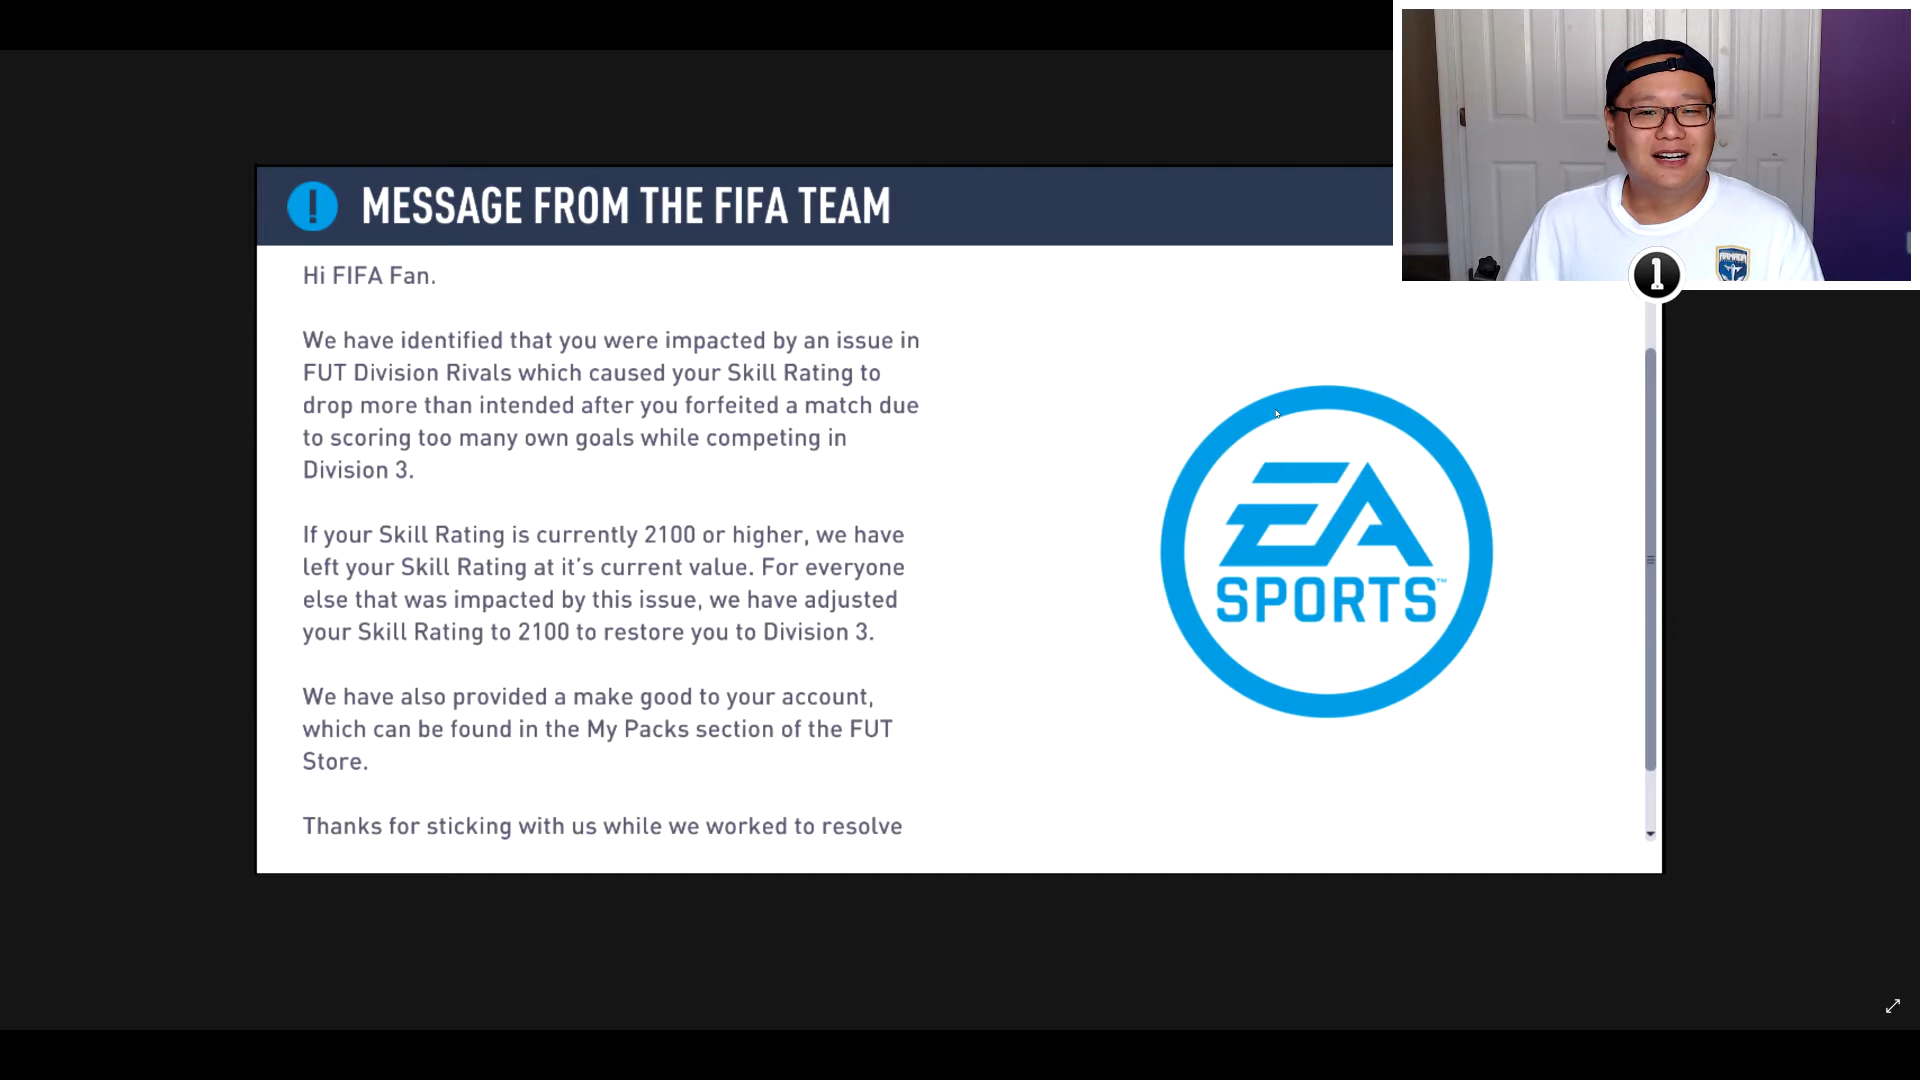 MESSAGE FROM THE FIFA TEAM
Hi FIFA Fan.
We have identified that you were impacted by an issue in
FUT Division Rivals which caused your Skill Rating to
drop more than intended after you forfeited a match due
to scoring too many own goals while competing in
Division 3.
If your Skill Rating is currently 2100 or higher, we have
left your Skill Rating at it's current value. For everyone
else that was impacted by this issue, we have adjusted
your Skill Rating to 2100 to restore you to Division 3.
We have also provided a make good to your account,
which can be found in the My Packs section of the FUT
Store.
Thanks for sticking with us while we worked to resolve
EA
SPORTS™
ARMADA
1